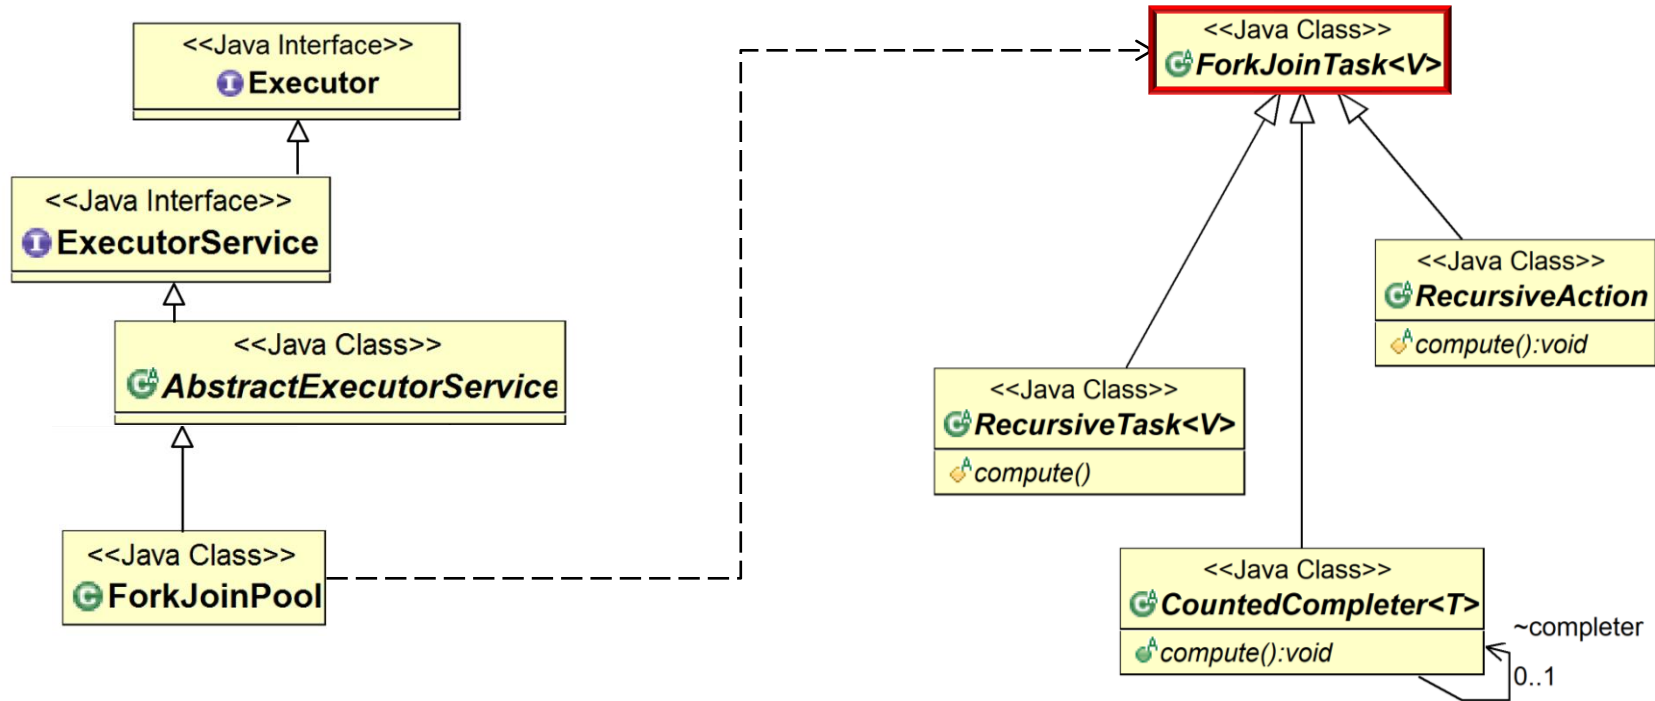 <<Java Interface>>
Executor
<<Java Interface>>
ExecutorService
<<Java Class>>
AbstractExecutorService
<<Java Class>>
ForkJoinPool
<<Java Class>>
ForkJoinTask<V>
<<Java Class>>
RecursiveAction
compute():void
<<Java Class>>
RecursiveTask<V>
compute()
<<Java Class>>
CountedCompleter<T>
compute():void
~completer
0..1